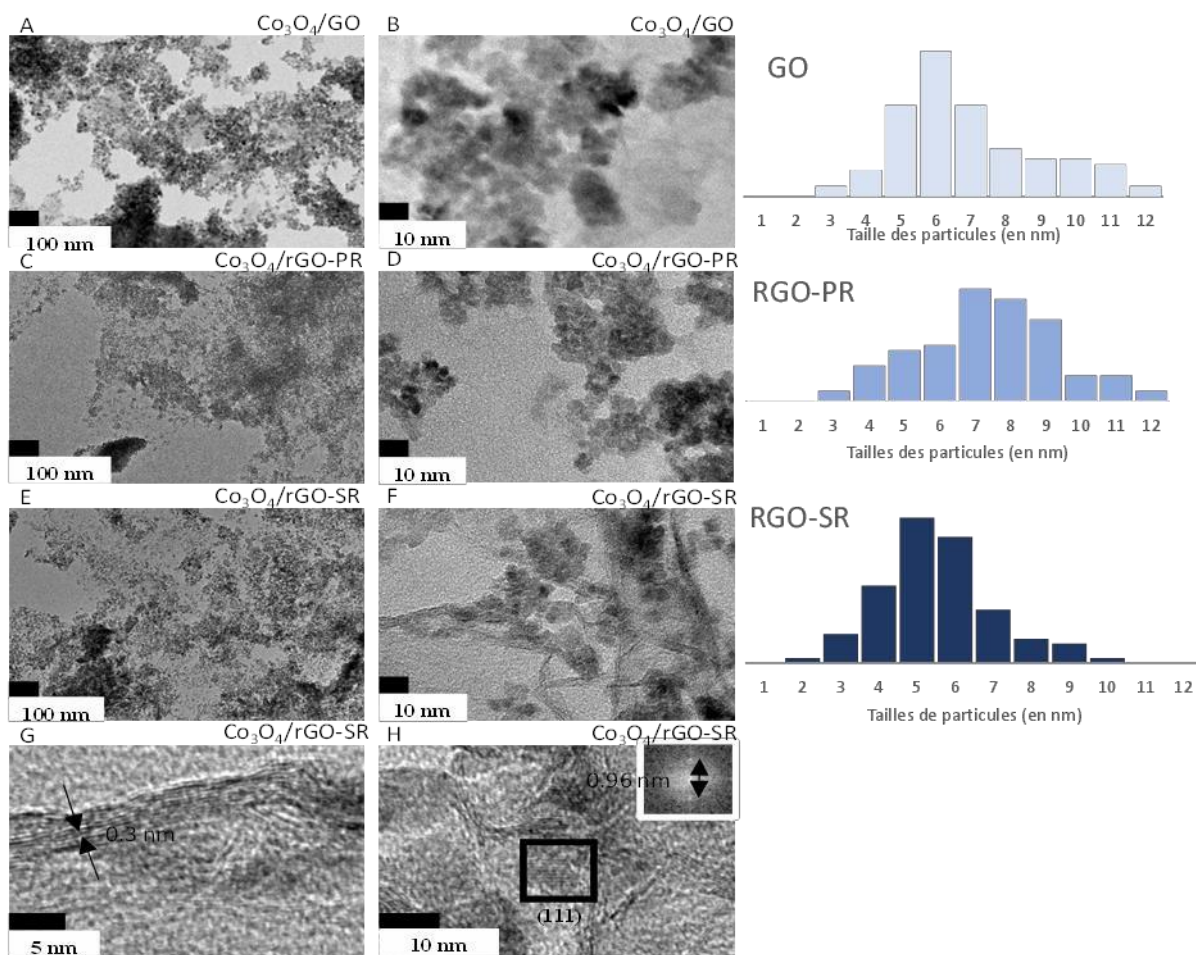 A
Co₃O₄/GO
B
Co₃O₄/GO
100 nm
10 nm
GO
1 2 3 4 5 6 7 8 9 10 11 12
Taille des particules (en nm)
C
Co₃O₄/rGO-PR
D
Co₃O₄/rGO-PR
100 nm
10 nm
RGO-PR
1 2 3 4 5 6 7 8 9 10 11 12
Tailles des particules (en nm)
E
Co₃O₄/rGO-SR
F
Co₃O₄/rGO-SR
100 nm
10 nm
RGO-SR
1 2 3 4 5 6 7 8 9 10 11 12
Tailles de particules (en nm)
G
Co₃O₄/rGO-SR
H
Co₃O₄/rGO-SR
0.3 nm
5 nm
0.96 nm
(111)
10 nm